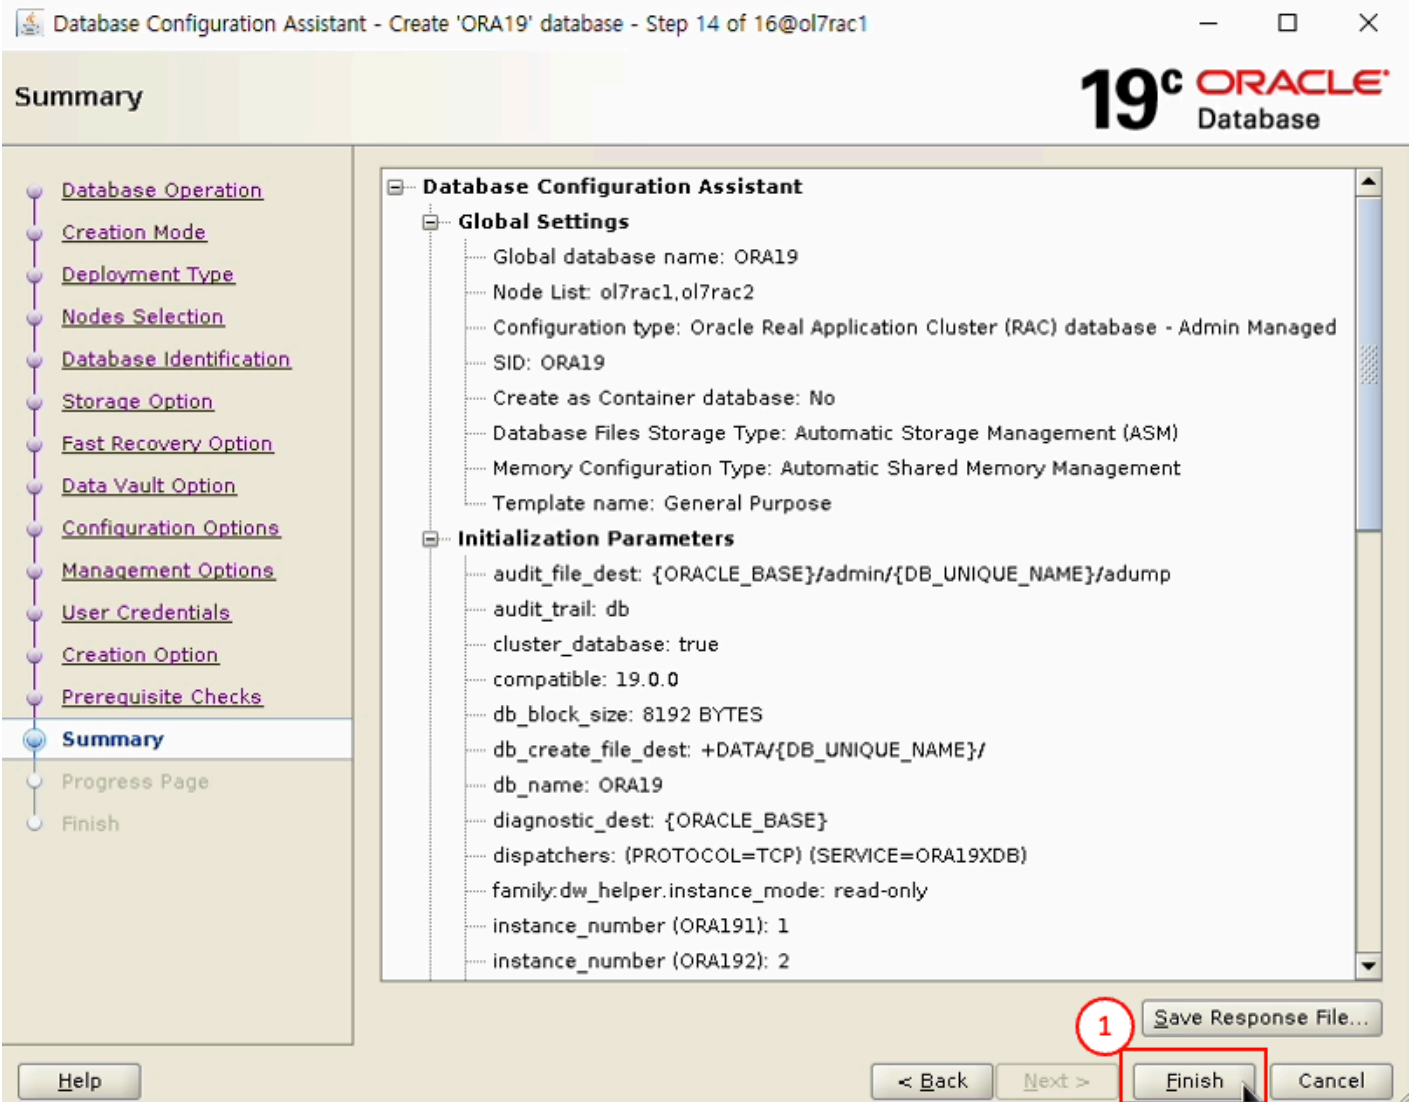 Database Configuration Assistant - Create 'ORA19' database - Step 14 of 16@ol7rac1
Summary
19c ORACLE
Database
Database Operation
Creation Mode
Deployment Type
Nodes Selection
Database Identification
Storage Option
Fast Recovery Option
Data Vault Option
Configuration Options
Management Options
User Credentials
Creation Option
Prerequisite Checks
Summary
Progress Page
Finish
Database Configuration Assistant
Global Settings
Global database name: ORA19
Node List: ol7rac1,ol7rac2
Configuration type: Oracle Real Application Cluster (RAC) database - Admin Managed
SID: ORA19
Create as Container database: No
Database Files Storage Type: Automatic Storage Management (ASM)
Memory Configuration Type: Automatic Shared Memory Management
Template name: General Purpose
Initialization Parameters
audit_file_dest: {ORACLE_BASE}/admin/{DB_UNIQUE_NAME}/adump
audit_trail: db
cluster_database: true
compatible: 19.0.0
db_block_size: 8192 BYTES
db_create_file_dest: +DATA/{DB_UNIQUE_NAME}/
db_name: ORA19
diagnostic_dest: {ORACLE_BASE}
dispatchers: (PROTOCOL=TCP) (SERVICE=ORA19XDB)
family:dw_helper.instance_mode: read-only
instance_number (ORA191): 1
instance_number (ORA192): 2
1
Save Response File...
Help
< Back
Next >
Finish
Cancel